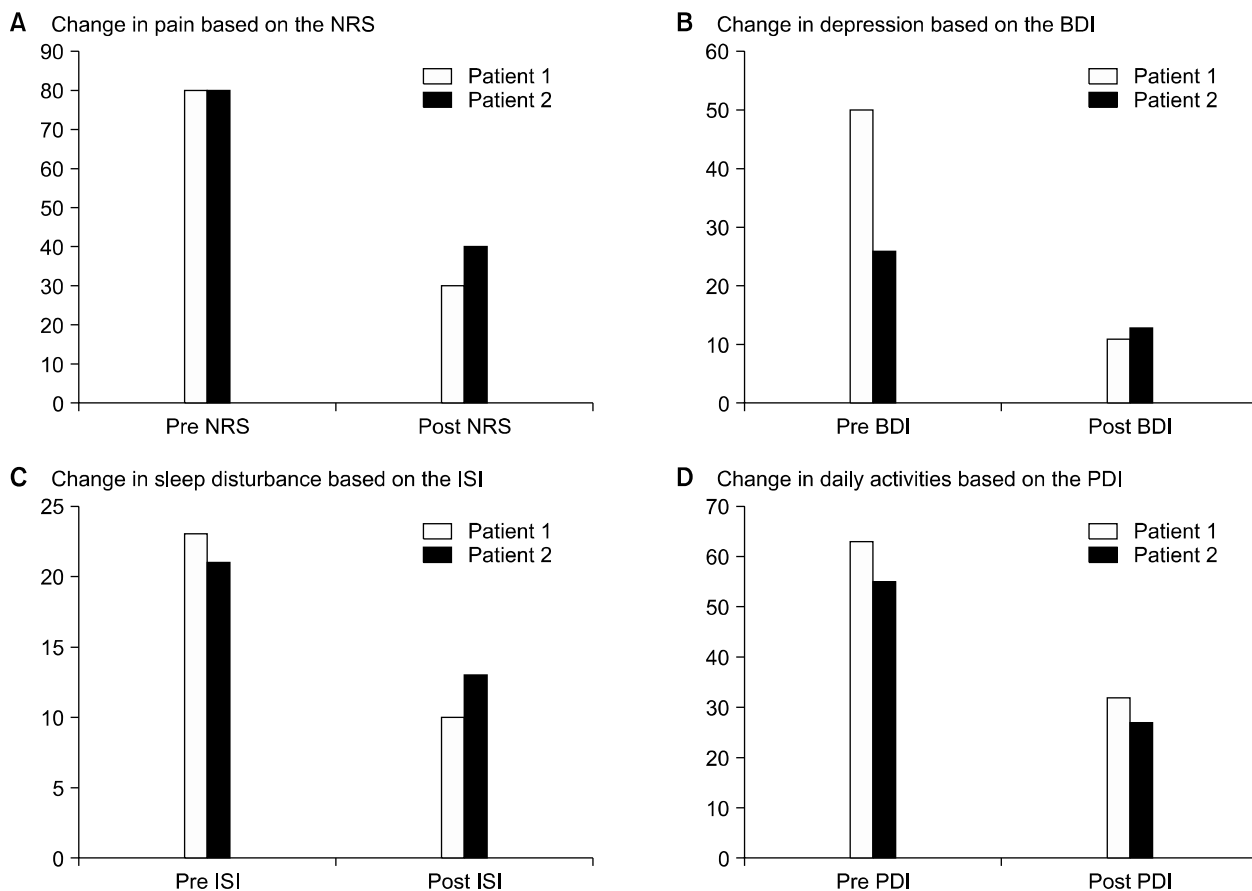 A Change in pain based on the NRS
90
80
70
60
50
40
30
20
10
0
Patient 1
Patient 2
Pre NRS Post NRS
B Change in depression based on the BDI
60
50
40
30
20
10
0
Patient 1
Patient 2
Pre BDI Post BDI
C Change in sleep disturbance based on the ISI
25
20
15
10
5
0
Patient 1
Patient 2
Pre ISI Post ISI
D Change in daily activities based on the PDI
70
60
50
40
30
20
10
0
Patient 1
Patient 2
Pre PDI Post PDI